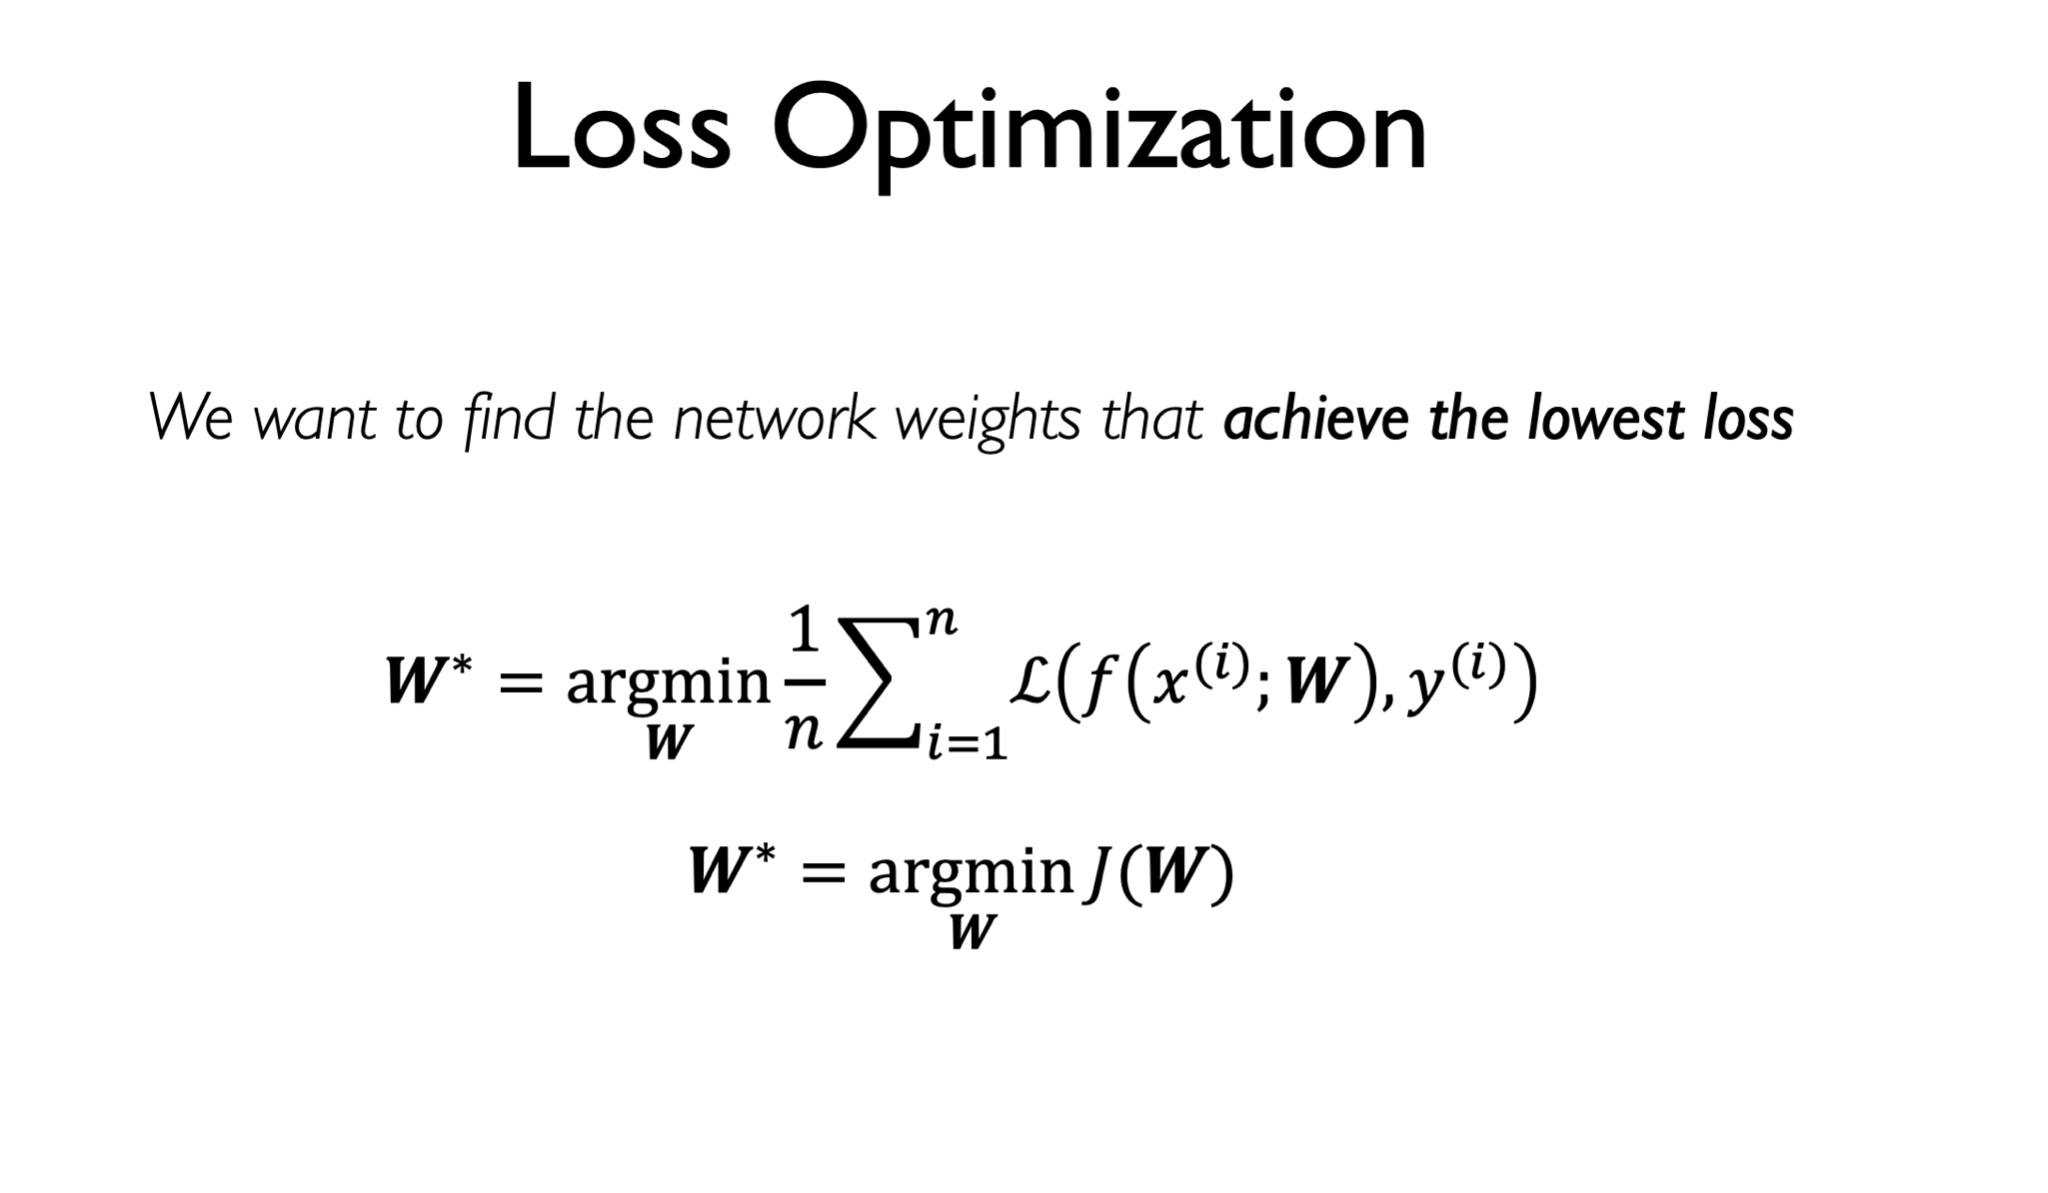 Loss Optimization
We want to find the network weights that achieve the lowest loss
W* = argmin_W 1/n ∑_{i=1}^{n} ℒ(f(x^{(i)}; W), y^{(i)})
W* = argmin_W J(W)